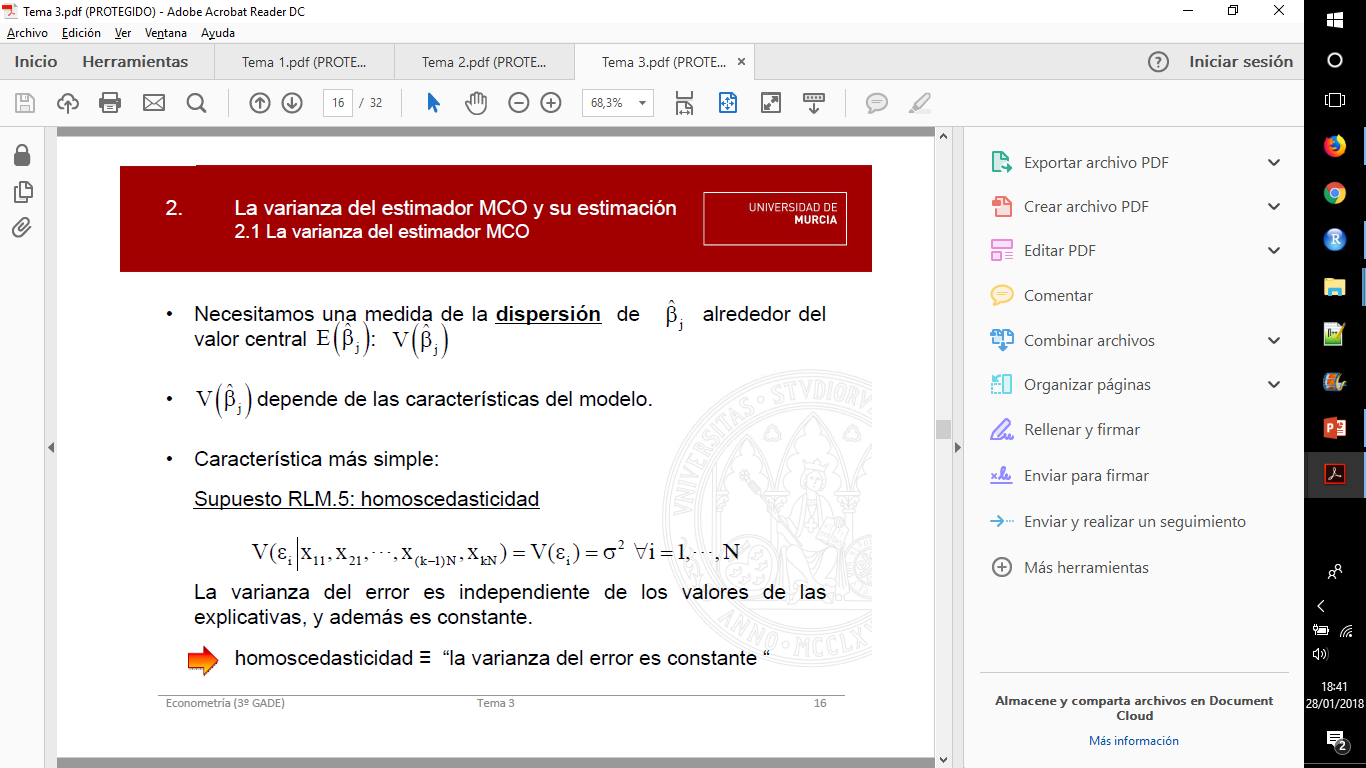 Tema 3.pdf (PROTEGIDO) - Adobe Acrobat Reader DC
Archivo Edición Ver Ventana Ayuda
Inicio Herramientas Tema 1.pdf (PROTE... Tema 2.pdf (PROTE... Tema 3.pdf (PROTE... × ? Iniciar sesión
16 / 32 68,3%
2. La varianza del estimador MCO y su estimación
2.1 La varianza del estimador MCO
UNIVERSIDAD DE
MURCIA
• Necesitamos una medida de la dispersión de β̂j alrededor del
valor central E(β̂j): V(β̂j)
• V(β̂j) depende de las características del modelo.
• Característica más simple:
Supuesto RLM.5: homoscedasticidad
V(εi|x11,x21,⋯,x(k−1)N,xkN) = V(εi) = σ² ∀i = 1,⋯,N
La varianza del error es independiente de los valores de las
explicativas, y además es constante.
homoscedasticidad ≡ “la varianza del error es constante “
Econometría (3º GADE) Tema 3 16
Exportar archivo PDF
Crear archivo PDF
Editar PDF
Comentar
Combinar archivos
Organizar páginas
Rellenar y firmar
Enviar para firmar
Enviar y realizar un seguimiento
Más herramientas
Almacene y comparta archivos en Document
Cloud
Más información
18:41
28/01/2018
2